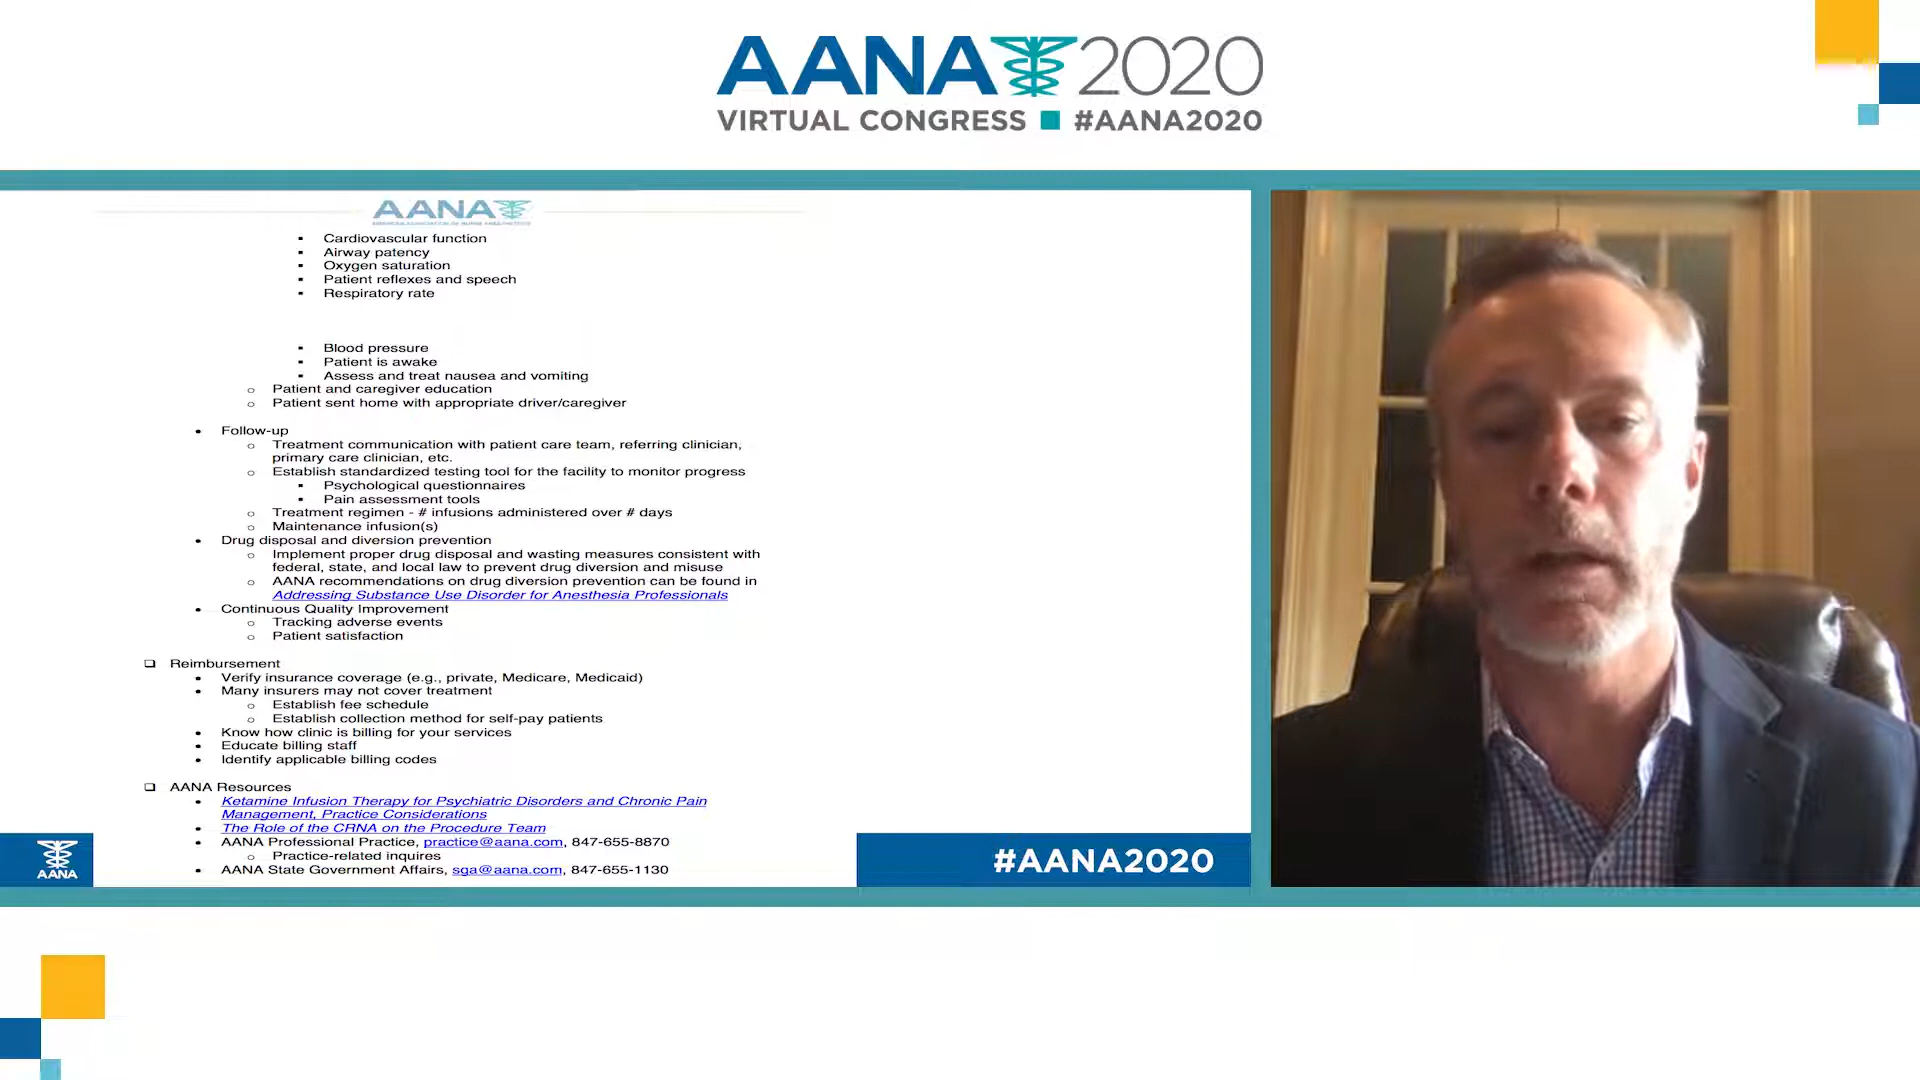 AANA 2020
VIRTUAL CONGRESS #AANA2020
AANA
▪ Cardiovascular function
▪ Airway patency
▪ Oxygen saturation
▪ Patient reflexes and speech
▪ Respiratory rate
▪ Blood pressure
▪ Patient is awake
▪ Assess and treat nausea and vomiting
o Patient and caregiver education
o Patient sent home with appropriate driver/caregiver
• Follow-up
o Treatment communication with patient care team, referring clinician,
primary care clinician, etc.
o Establish standardized testing tool for the facility to monitor progress
▪ Psychological questionnaires
▪ Pain assessment tools
o Treatment regimen - # infusions administered over # days
o Maintenance infusion(s)
• Drug disposal and diversion prevention
o Implement proper drug disposal and wasting measures consistent with
federal, state, and local law to prevent drug diversion and misuse
o AANA recommendations on drug diversion prevention can be found in
Addressing Substance Use Disorder for Anesthesia Professionals
• Continuous Quality Improvement
o Tracking adverse events
o Patient satisfaction
❑ Reimbursement
• Verify insurance coverage (e.g., private, Medicare, Medicaid)
• Many insurers may not cover treatment
o Establish fee schedule
o Establish collection method for self-pay patients
• Know how clinic is billing for your services
• Educate billing staff
• Identify applicable billing codes
❑ AANA Resources
• Ketamine Infusion Therapy for Psychiatric Disorders and Chronic Pain
Management, Practice Considerations
• The Role of the CRNA on the Procedure Team
• AANA Professional Practice, practice@aana.com, 847-655-8870
o Practice-related inquires
• AANA State Government Affairs, sga@aana.com, 847-655-1130
AANA
#AANA2020